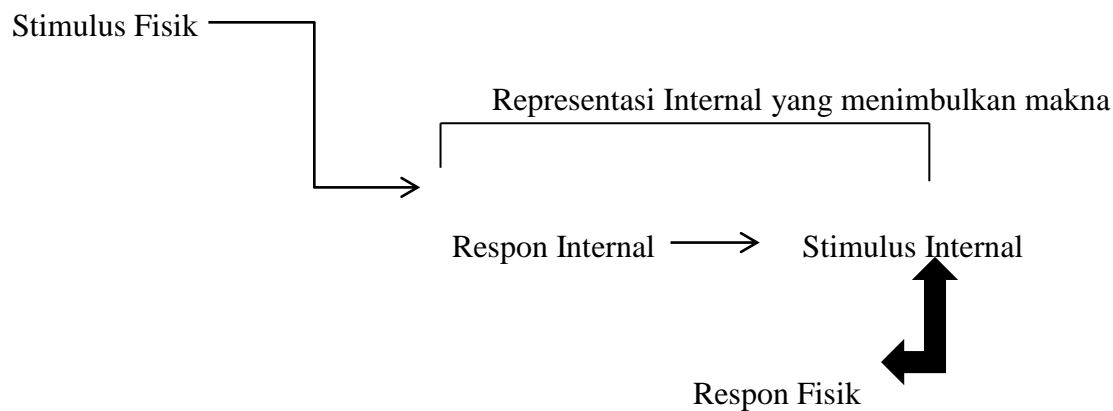 Stimulus Fisik
Representasi Internal yang menimbulkan makna
Respon Internal
Stimulus Internal
Respon Fisik